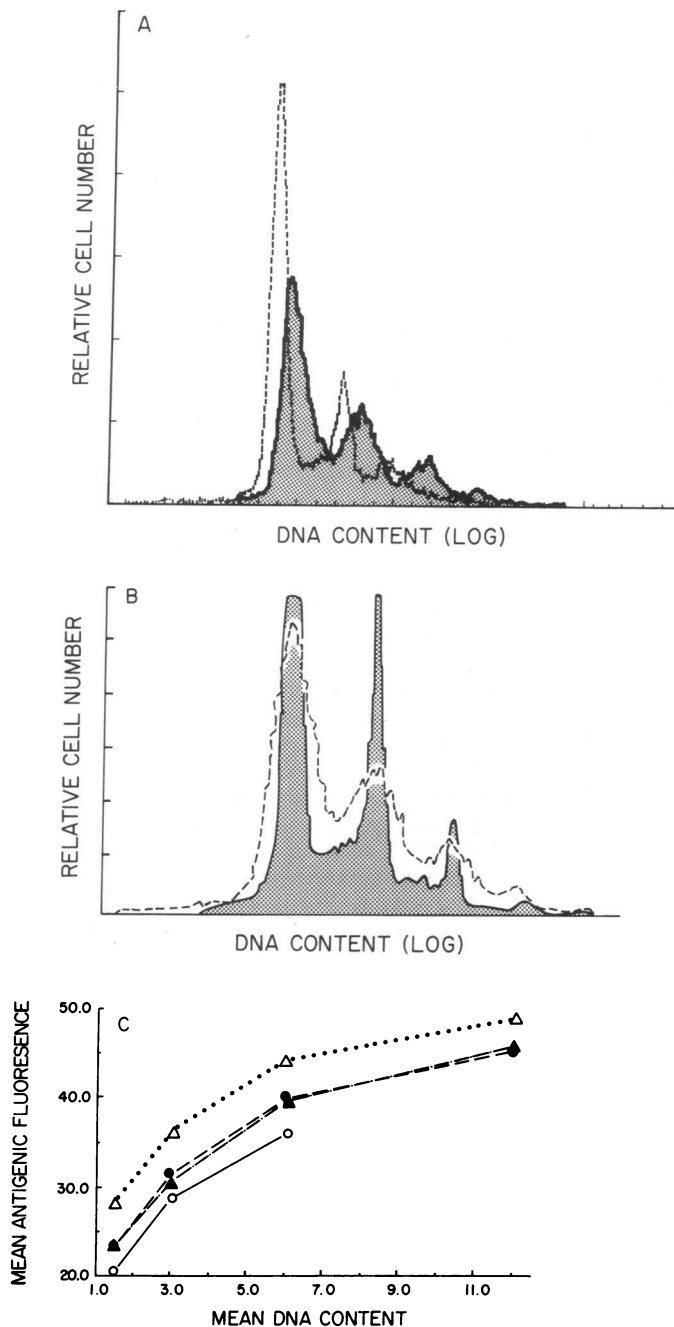 A
RELATIVE CELL NUMBER
DNA CONTENT (LOG)
B
RELATIVE CELL NUMBER
DNA CONTENT (LOG)
C
MEAN ANTIGENIC FLUORESENCE
50.0
40.0
30.0
20.0
1.0 3.0 5.0 7.0 9.0 11.0
MEAN DNA CONTENT